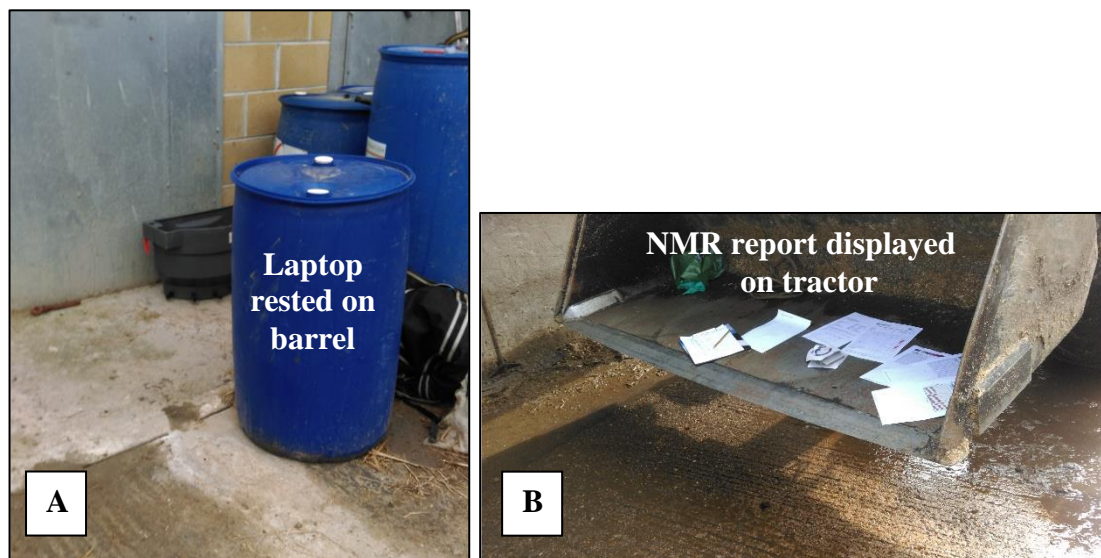 Laptop
rested on
barrel
A
NMR report displayed
on tractor
B